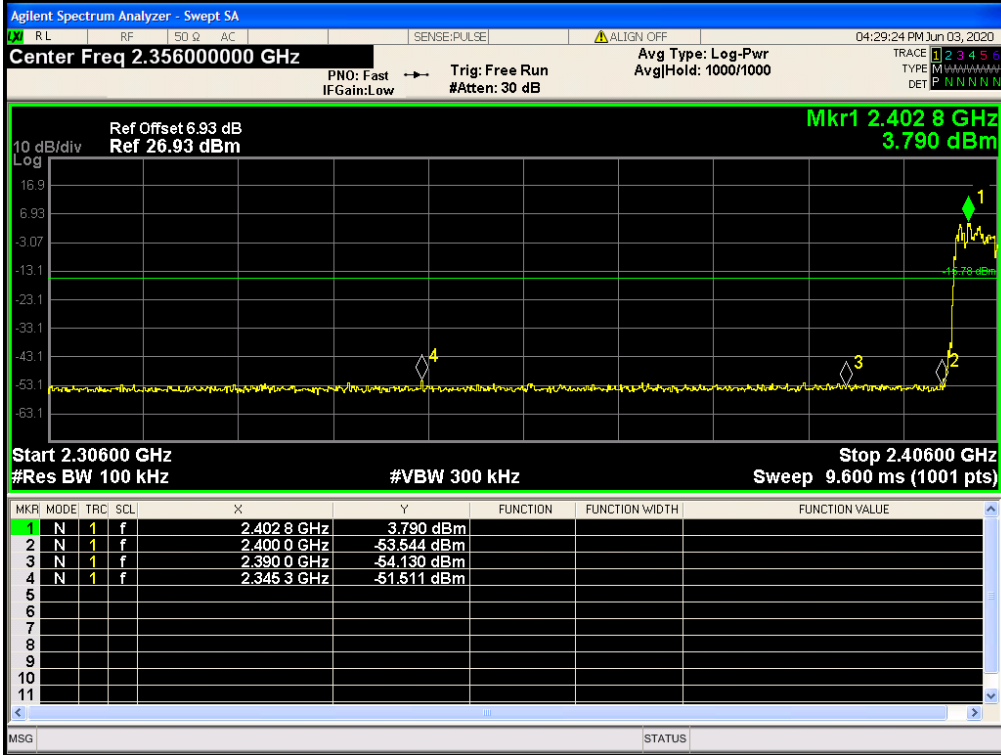 Agilent Spectrum Analyzer - Swept SA
LXI RL RF 50 Ω AC SENSE:PULSE ALIGN OFF 04:29:24 PM Jun 03, 2020
Center Freq 2.356000000 GHz
PNO: Fast
IFGain:Low
Trig: Free Run
#Atten: 30 dB
Avg Type: Log-Pwr
Avg|Hold: 1000/1000
TRACE 1 2 3 4 5 6
TYPE M
DET P N N N N N
Mkr1 2.402 8 GHz
3.790 dBm
Ref Offset 6.93 dB
10 dB/div Ref 26.93 dBm
Log
16.9
6.93
-3.07
-13.1
-23.1
-33.1
-43.1
-53.1
-63.1
1
-15.78 dBm
4
3
2
Start 2.30600 GHz Stop 2.40600 GHz
#Res BW 100 kHz #VBW 300 kHz Sweep 9.600 ms (1001 pts)
MKR MODE TRC SCL X Y FUNCTION FUNCTION WIDTH FUNCTION VALUE
1 N 1 f 2.402 8 GHz 3.790 dBm
2 N 1 f 2.400 0 GHz -53.544 dBm
3 N 1 f 2.390 0 GHz -54.130 dBm
4 N 1 f 2.345 3 GHz -51.511 dBm
5
6
7
8
9
10
11
MSG STATUS